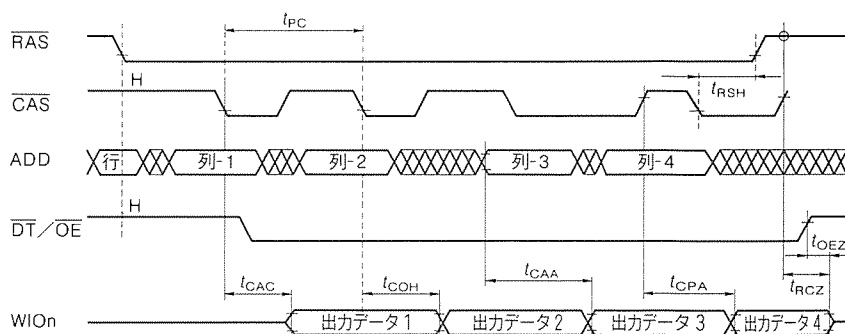 tPC
RAS
H
CAS
tRSH
ADD 行 列-1 列-2 列-3 列-4
H
DT/OE
tOEZ
tCAC tCOH tCAA tCPA tRCZ
WIOn 出力データ1 出力データ2 出力データ3 出力データ4